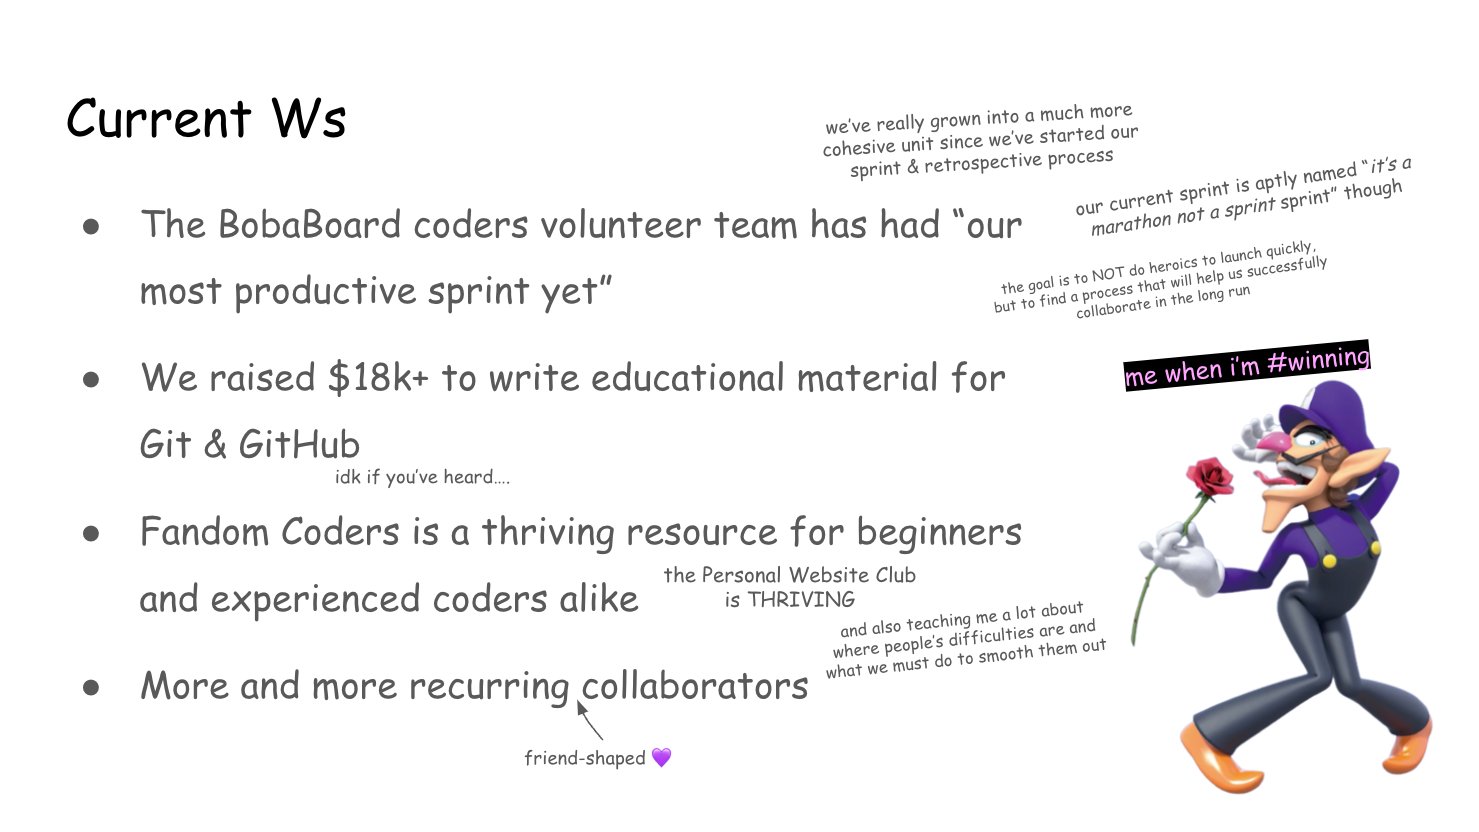 Current Ws
we've really grown into a much more
cohesive unit since we've started our
sprint & retrospective process
our current sprint is aptly named “it's a
marathon not a sprint sprint” though
● The BobaBoard coders volunteer team has had “our
most productive sprint yet”
the goal is to NOT do heroics to launch quickly,
but to find a process that will help us successfully
collaborate in the long run
me when i'm #winning
● We raised $18k+ to write educational material for
Git & GitHub
idk if you've heard....
● Fandom Coders is a thriving resource for beginners
and experienced coders alike
the Personal Website Club
is THRIVING
and also teaching me a lot about
where people's difficulties are and
what we must do to smooth them out
● More and more recurring collaborators
friend-shaped 💜